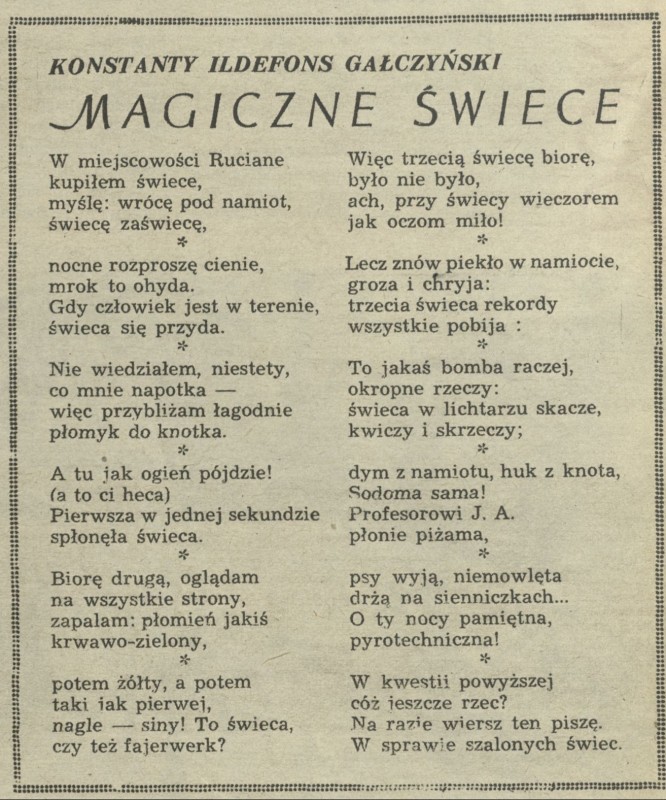 KONSTANTY ILDEFONS GAŁCZYŃSKI
MAGICZNE ŚWIECE
W miejscowości Ruciane
kupiłem świece,
myślę: wrócę pod namiot,
świecę zaświecę,
*
nocne rozproszę cienie,
mrok to ohyda.
Gdy człowiek jest w terenie,
świeca się przyda.
*
Nie wiedziałem, niestety,
co mnie napotka —
więc przybliżam łagodnie
płomyk do knotka.
*
A tu jak ogień pójdzie!
(a to ci heca)
Pierwsza w jednej sekundzie
spłonęła świeca.
*
Biorę drugą, oglądam
na wszystkie strony,
zapalam: płomień jakiś
krwawo-zielony,
*
potem żółty, a potem
taki jak pierwej,
nagle — siny! To świeca,
czy też fajerwerk?
Więc trzecią świecę biorę,
było nie było,
ach, przy świecy wieczorem
jak oczom miło!
*
Lecz znów piekło w namiocie,
groza i chryja:
trzecia świeca rekordy
wszystkie pobija :
*
To jakaś bomba raczej,
okropne rzeczy:
świeca w lichtarzu skacze,
kwiczy i skrzeczy;
*
dym z namiotu, huk z knota,
Sodoma sama!
Profesorowi J. A.
płonie piżama,
*
psy wyją, niemowlęta
drżą na sienniczkach...
O ty nocy pamiętna,
pyrotechniczna!
*
W kwestii powyższej
cóż jeszcze rzec?
Na razie wiersz ten piszę.
W sprawie szalonych świec.